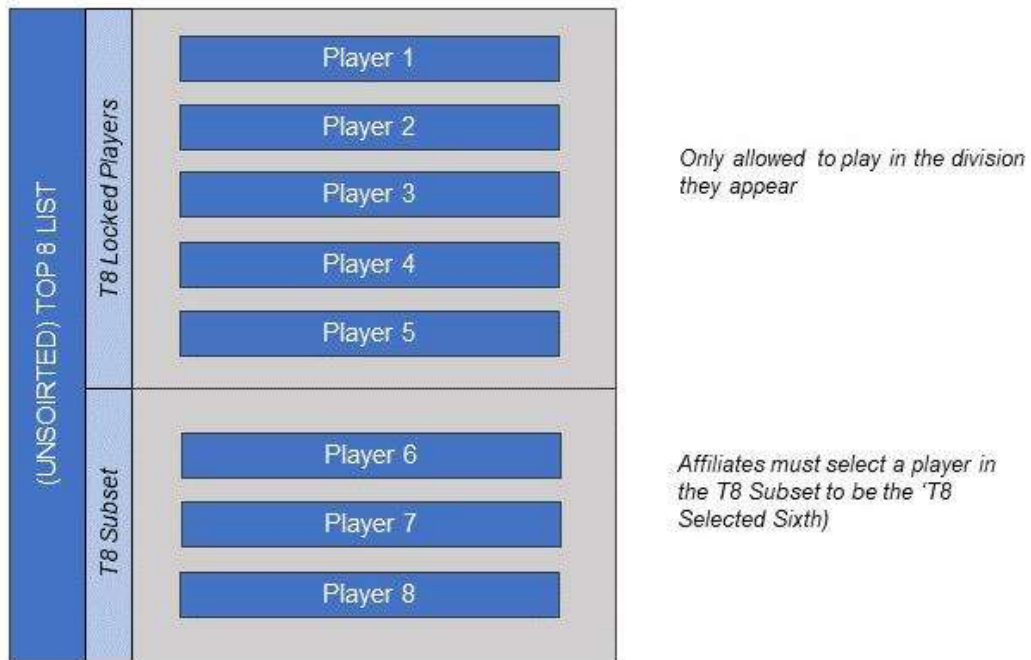 (UNSOIRTED) TOP 8 LIST
T8 Locked Players
Player 1
Player 2
Player 3
Player 4
Player 5
Only allowed to play in the division
they appear
T8 Subset
Player 6
Player 7
Player 8
Affiliates must select a player in
the T8 Subset to be the ‘T8
Selected Sixth)